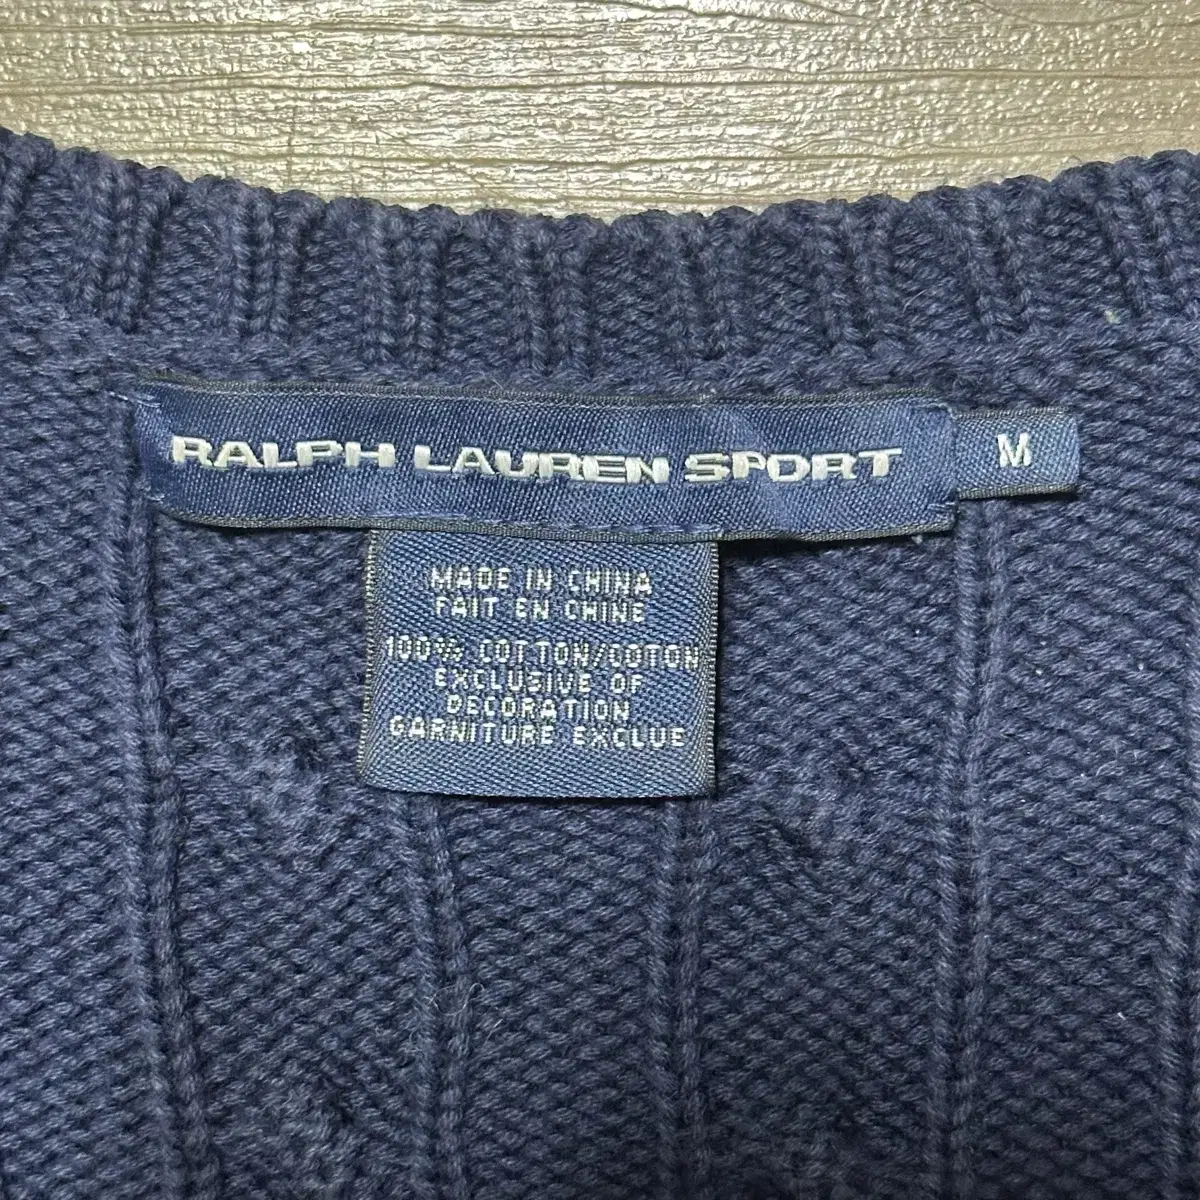 RALPH LAUREN SPORT
M
MADE IN CHINA
FAIT EN CHINE
100% COTTON/COTON
EXCLUSIVE OF
DECORATION
GARNITURE EXCLUE